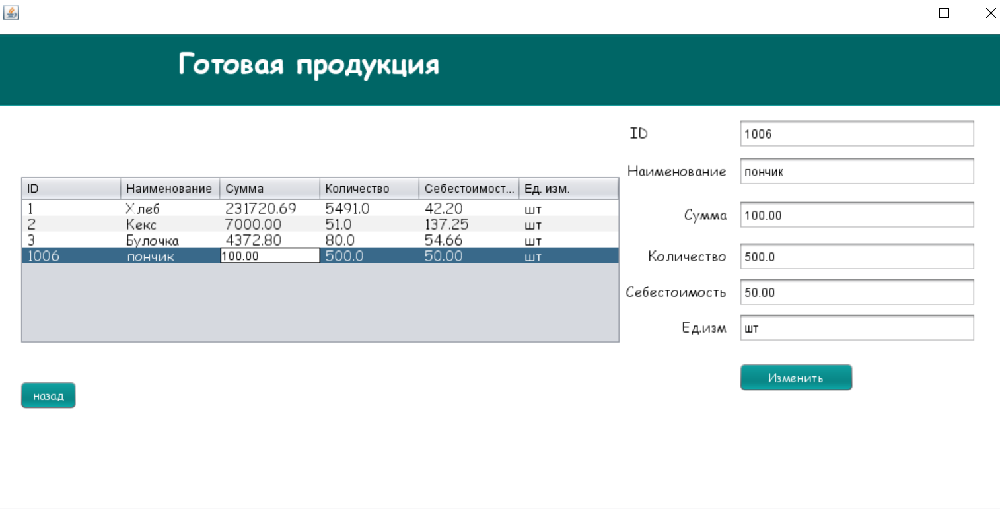 Готовая продукция
ID 1006
Наименование пончик
Сумма 100.00
Количество 500.0
Себестоимость 50.00
Ед.изм шт
Изменить
ID Наименование Сумма Количество Себестоимост... Ед. изм.
1 Хлеб 231720.69 5491.0 42.20 шт
2 Кекс 7000.00 51.0 137.25 шт
3 Булочка 4372.80 80.0 54.66 шт
1006 пончик 100.00 500.0 50.00 шт
назад